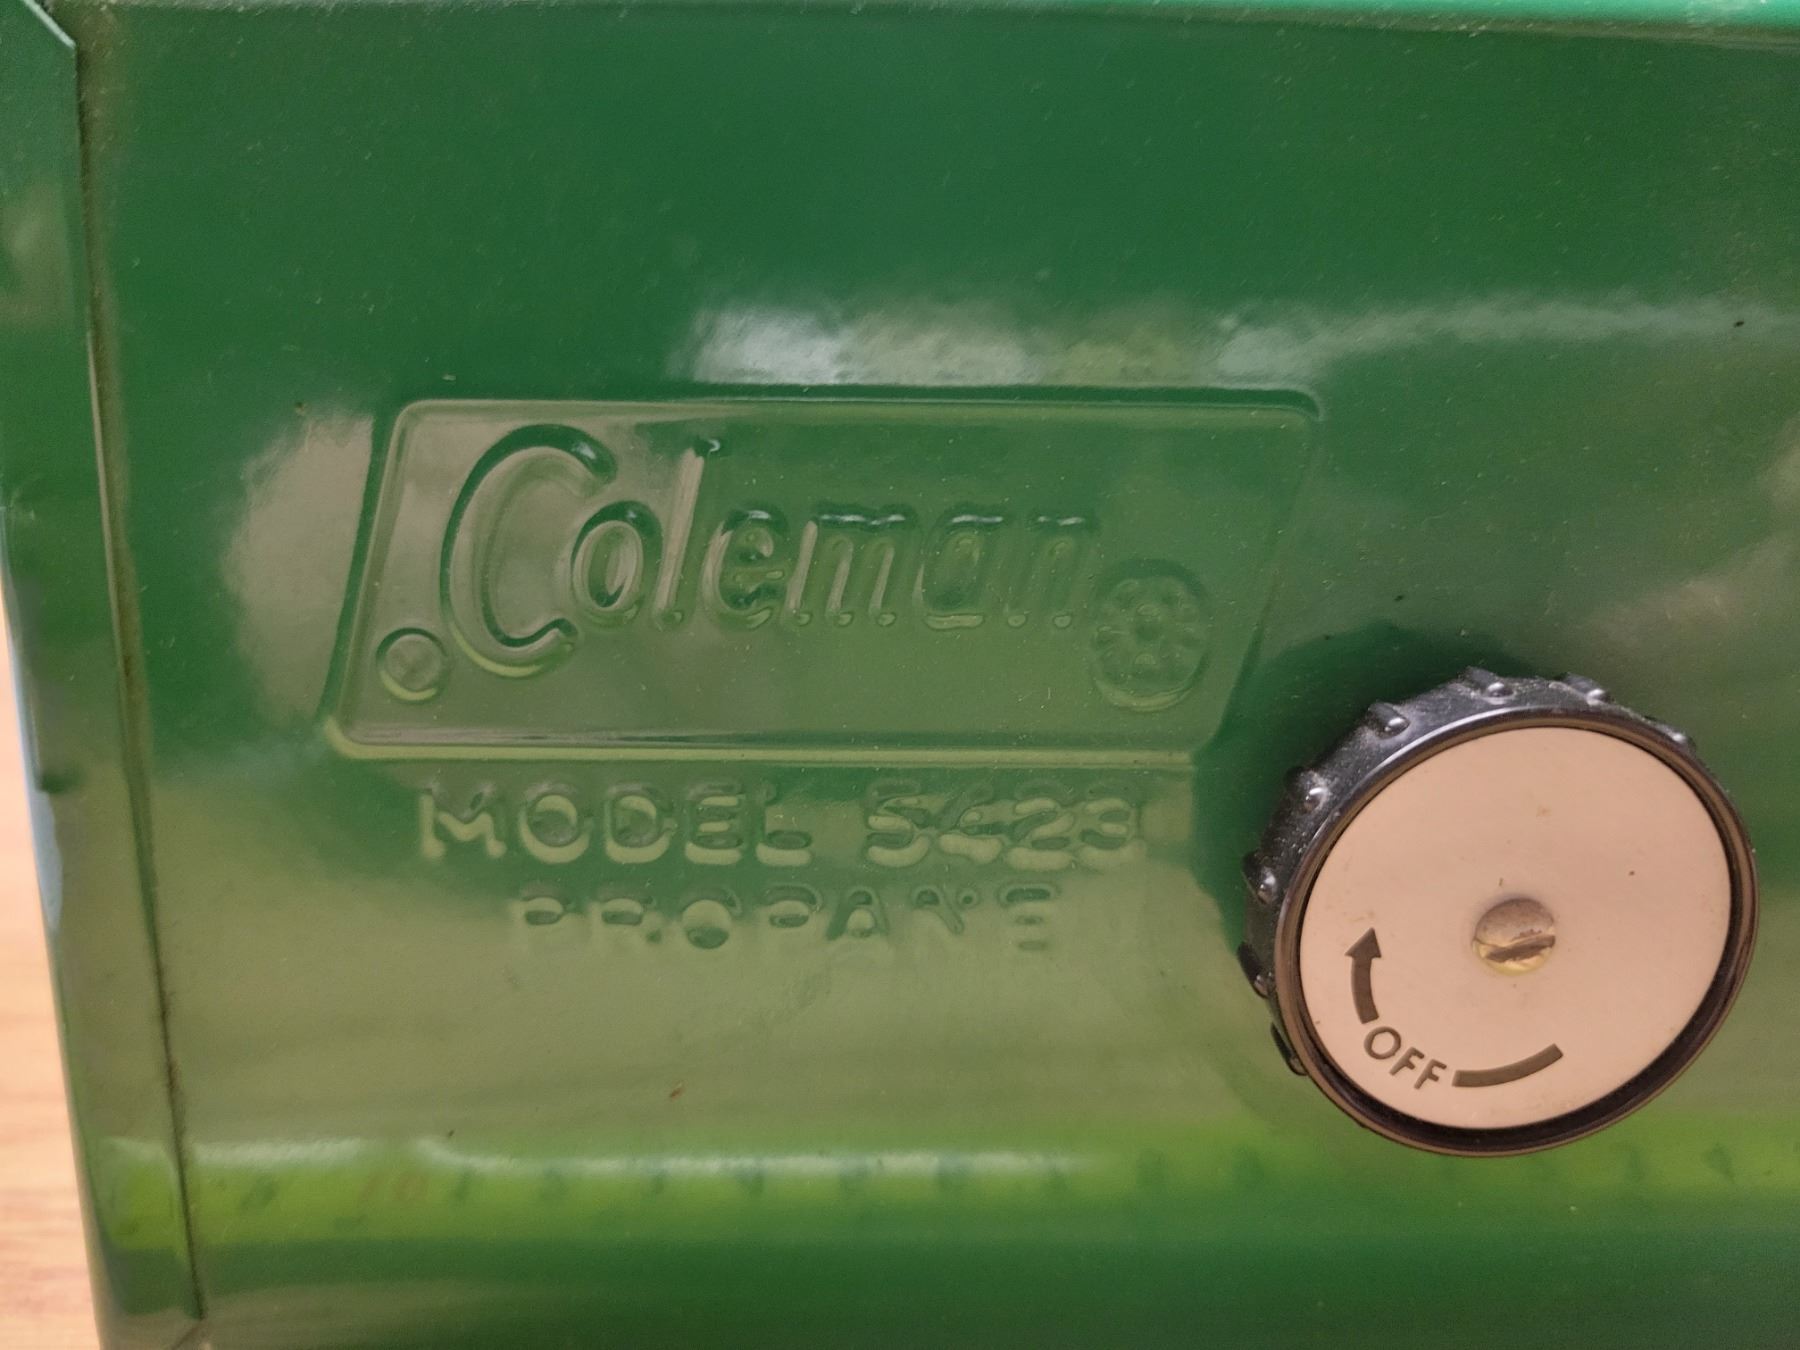 Coleman
MODEL 5423
PROPANE
OFF